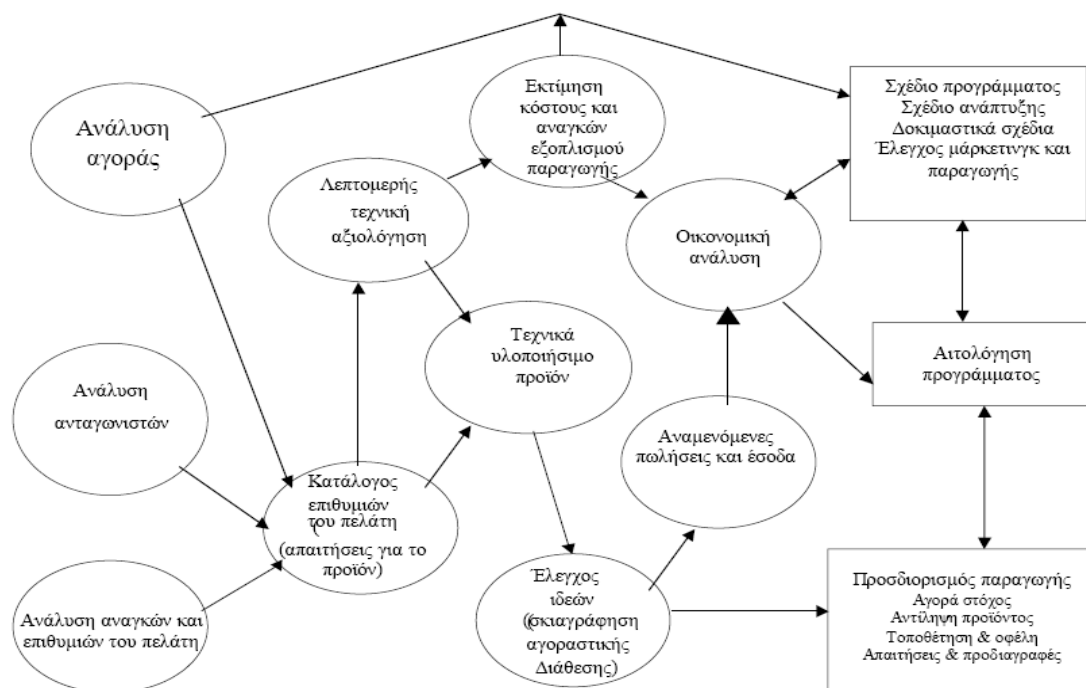 Ανάλυση
αγοράς
Εκτίμηση
κόστους και
αναγκών
εξοπλισμού
παραγωγής
Σχέδιο προγράμματος
Σχέδιο ανάπτυξης
Δοκιμαστικά σχέδια
Έλεγχος μάρκετινγκ και
παραγωγής
Λεπτομερής
τεχνική
αξιολόγηση
Οικονομική
ανάλυση
Τεχνικά
υλοποιήσιμο
προϊόν
Αιτολόγηση
προγράμματος
Ανάλυση
ανταγωνιστών
Αναμενόμενες
πωλήσεις και έσοδα
Κατάλογος
επιθυμιών
του πελάτη
(
(απαιτήσεις για το
προϊόν)
Έλεγχος
ιδεών
((σκιαγράφηση
αγοραστικής
Διάθεσης)
Προσδιορισμός παραγωγής
Αγορά στόχος
Αντίληψη προϊόντος
Τοποθέτηση & οφέλη
Απαιτήσεις & προδιαγραφές
Ανάλυση αναγκών και
επιθυμιών του πελάτη